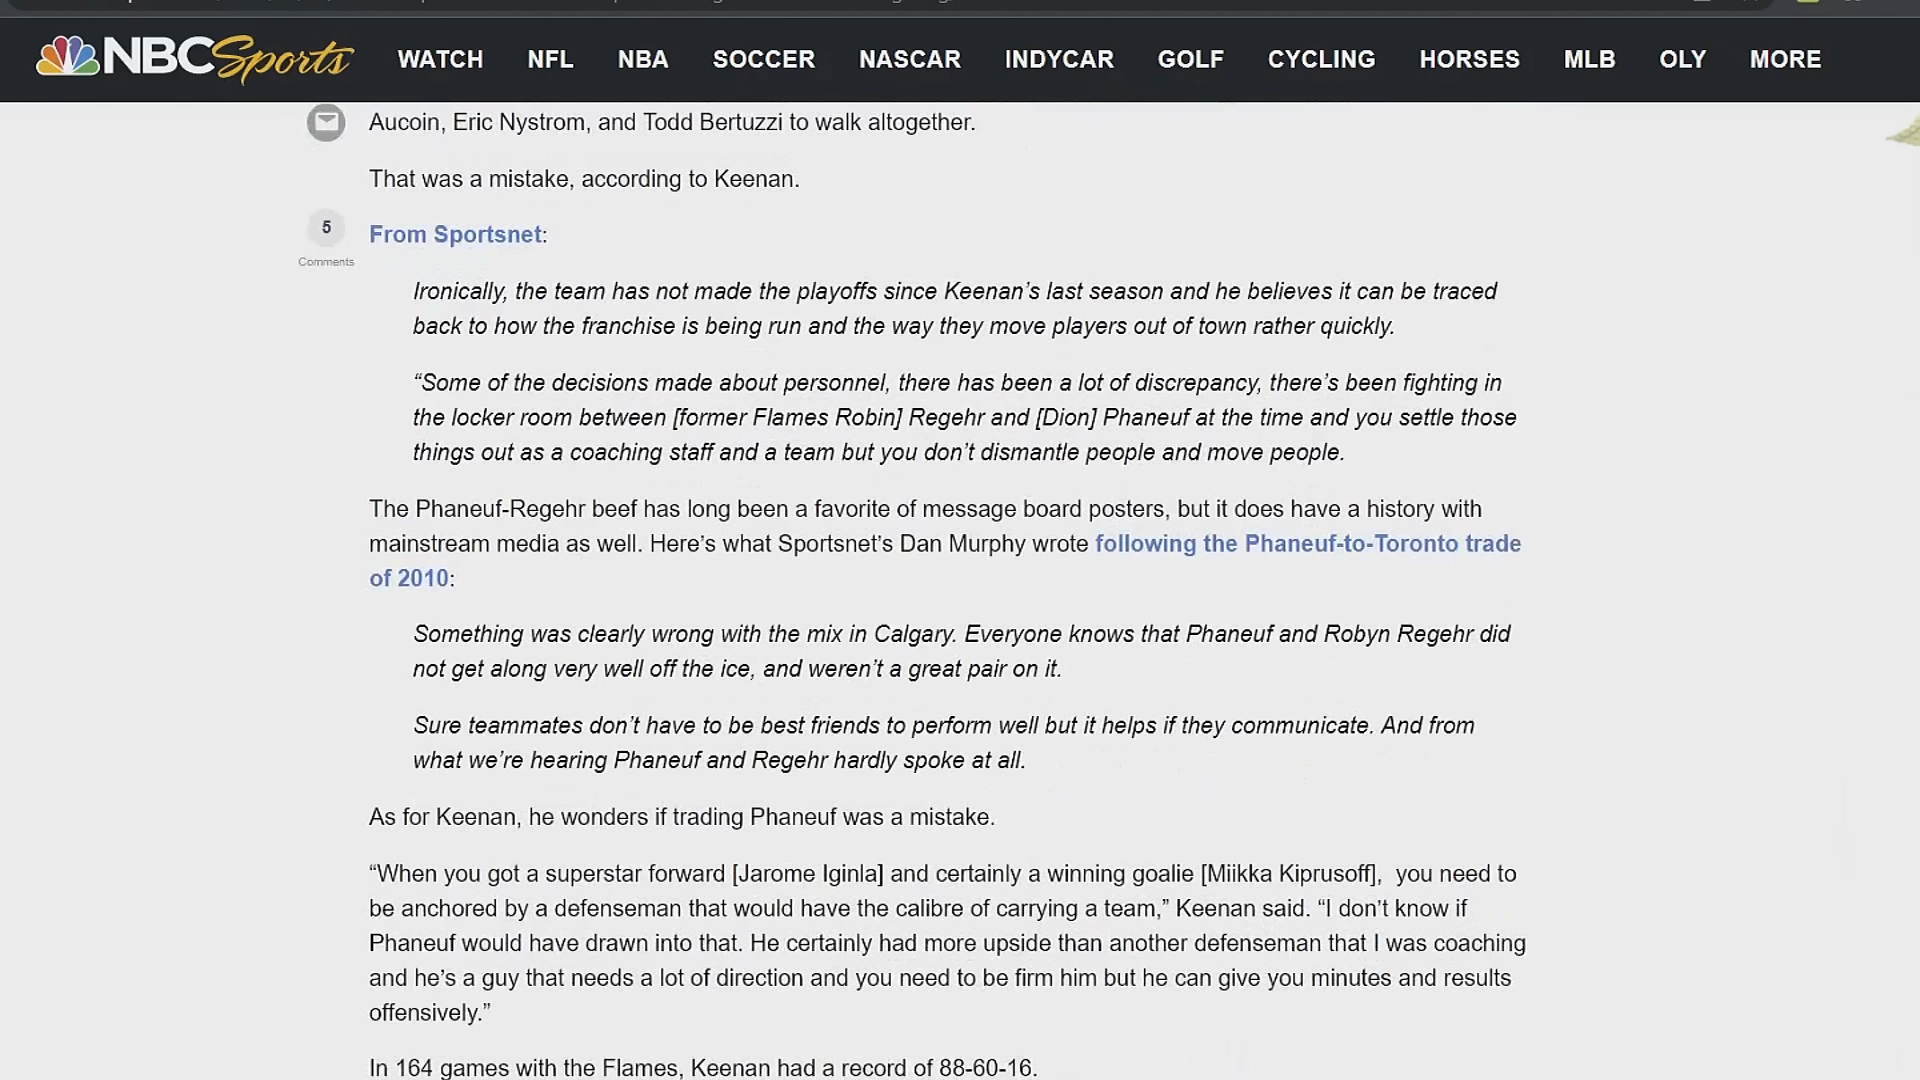 NBC Sports WATCH NFL NBA SOCCER NASCAR INDYCAR GOLF CYCLING HORSES MLB OLY MORE
Aucoin, Eric Nystrom, and Todd Bertuzzi to walk altogether.
That was a mistake, according to Keenan.
5
Comments
From Sportsnet:
Ironically, the team has not made the playoffs since Keenan’s last season and he believes it can be traced
back to how the franchise is being run and the way they move players out of town rather quickly.
“Some of the decisions made about personnel, there has been a lot of discrepancy, there’s been fighting in
the locker room between [former Flames Robin] Regehr and [Dion] Phaneuf at the time and you settle those
things out as a coaching staff and a team but you don’t dismantle people and move people.
The Phaneuf-Regehr beef has long been a favorite of message board posters, but it does have a history with
mainstream media as well. Here’s what Sportsnet’s Dan Murphy wrote following the Phaneuf-to-Toronto trade
of 2010:
Something was clearly wrong with the mix in Calgary. Everyone knows that Phaneuf and Robyn Regehr did
not get along very well off the ice, and weren’t a great pair on it.
Sure teammates don’t have to be best friends to perform well but it helps if they communicate. And from
what we’re hearing Phaneuf and Regehr hardly spoke at all.
As for Keenan, he wonders if trading Phaneuf was a mistake.
“When you got a superstar forward [Jarome Iginla] and certainly a winning goalie [Miikka Kiprusoff],  you need to
be anchored by a defenseman that would have the calibre of carrying a team,” Keenan said. “I don’t know if
Phaneuf would have drawn into that. He certainly had more upside than another defenseman that I was coaching
and he’s a guy that needs a lot of direction and you need to be firm him but he can give you minutes and results
offensively.”
In 164 games with the Flames, Keenan had a record of 88-60-16.